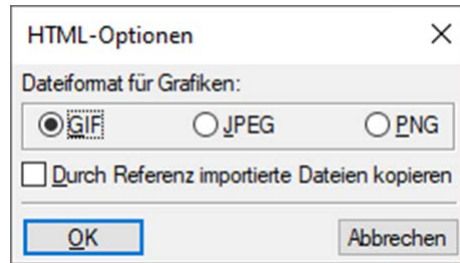 HTML-Optionen
Dateiformat für Grafiken:
GIF JPEG PNG
Durch Referenz importierte Dateien kopieren
OK Abbrechen